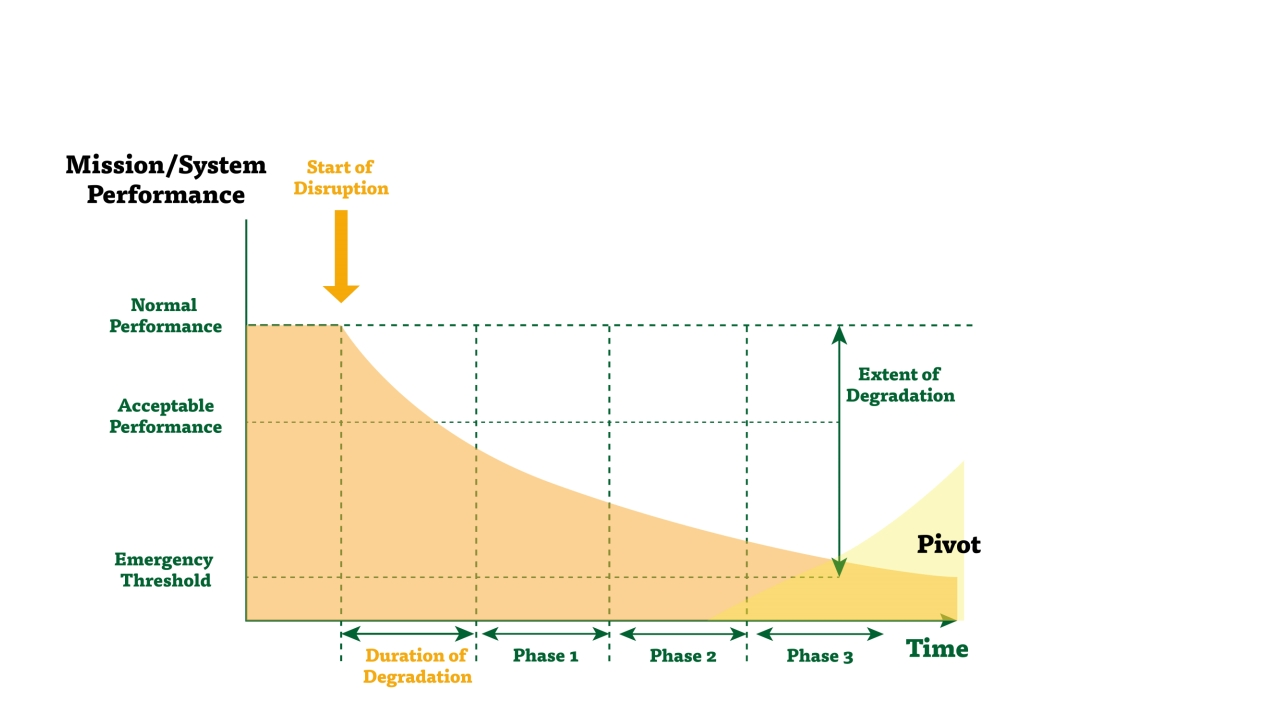 Mission/System
Performance
Start of
Disruption
Normal
Performance
Extent of
Degradation
Acceptable
Performance
Pivot
Emergency
Threshold
Time
Duration of
Degradation
Phase 1
Phase 2
Phase 3